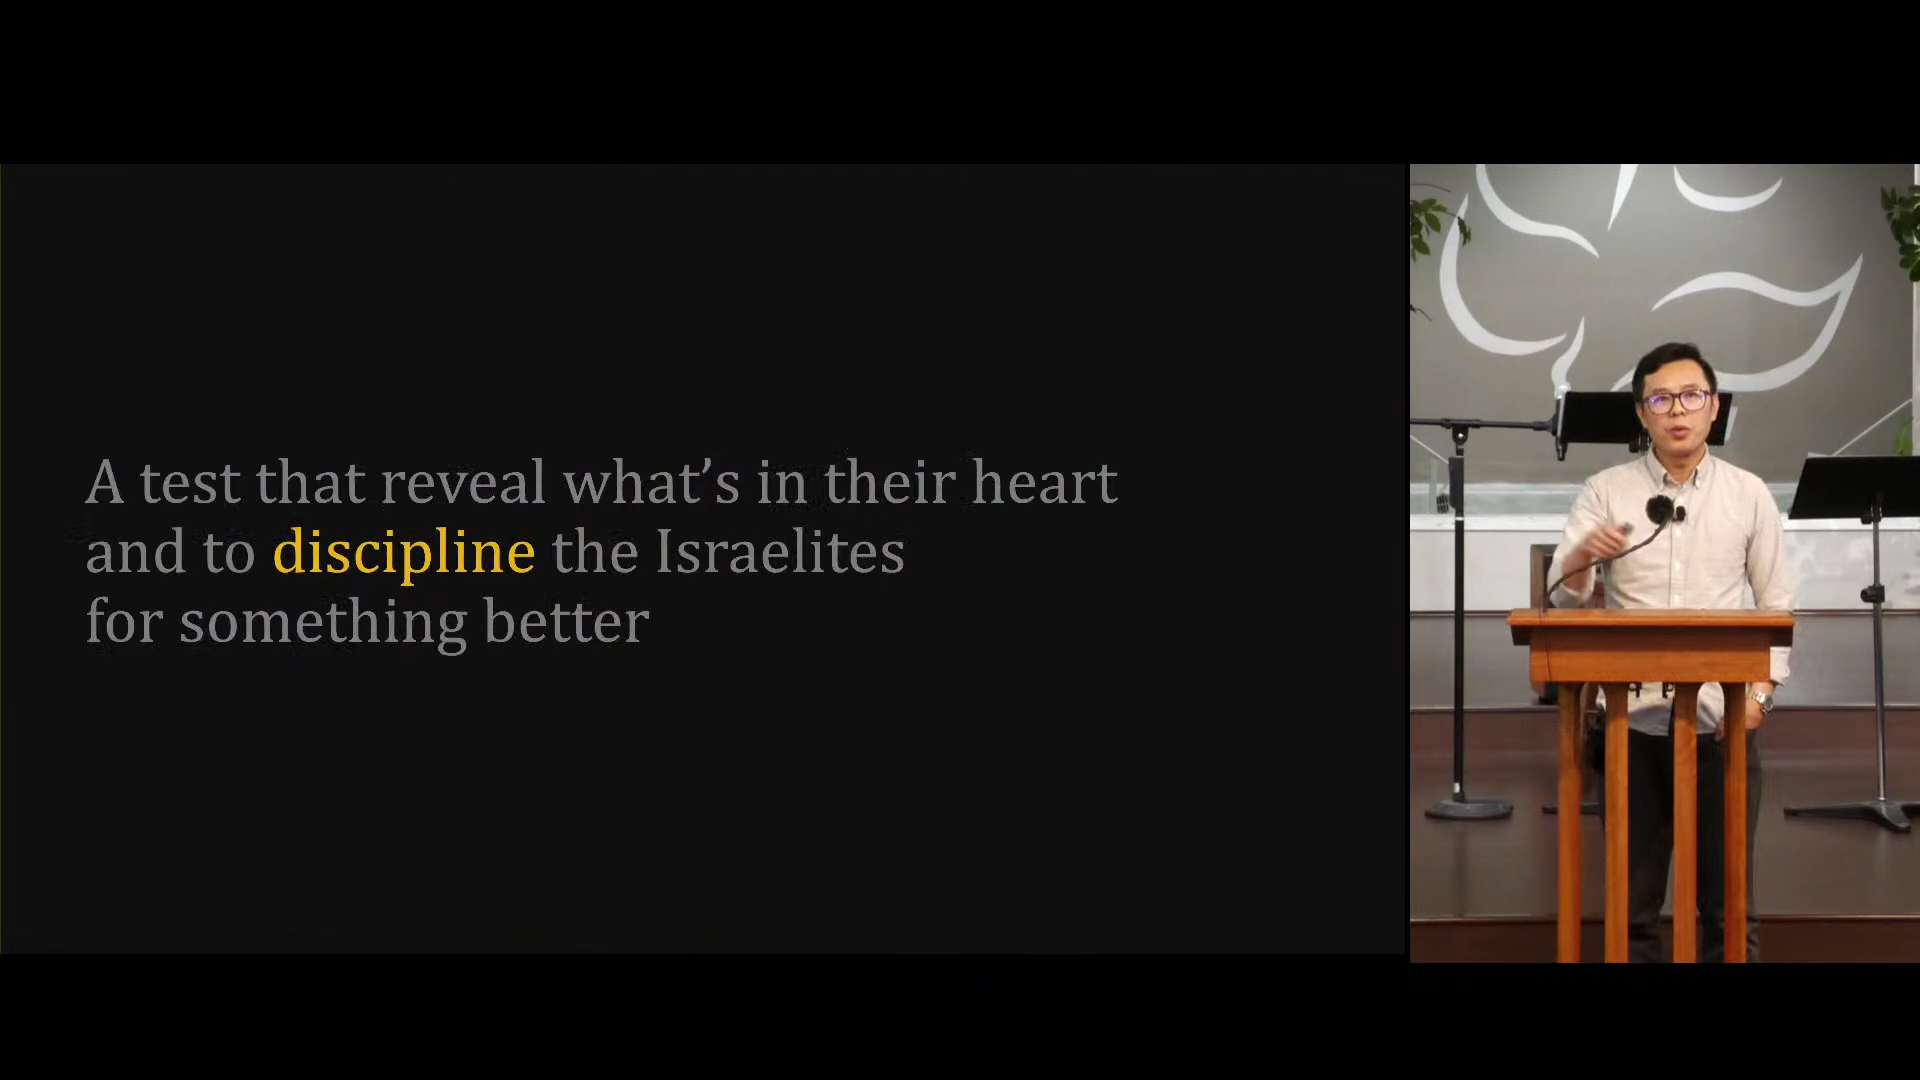 A test that reveal what’s in their heart
and to discipline the Israelites
for something better